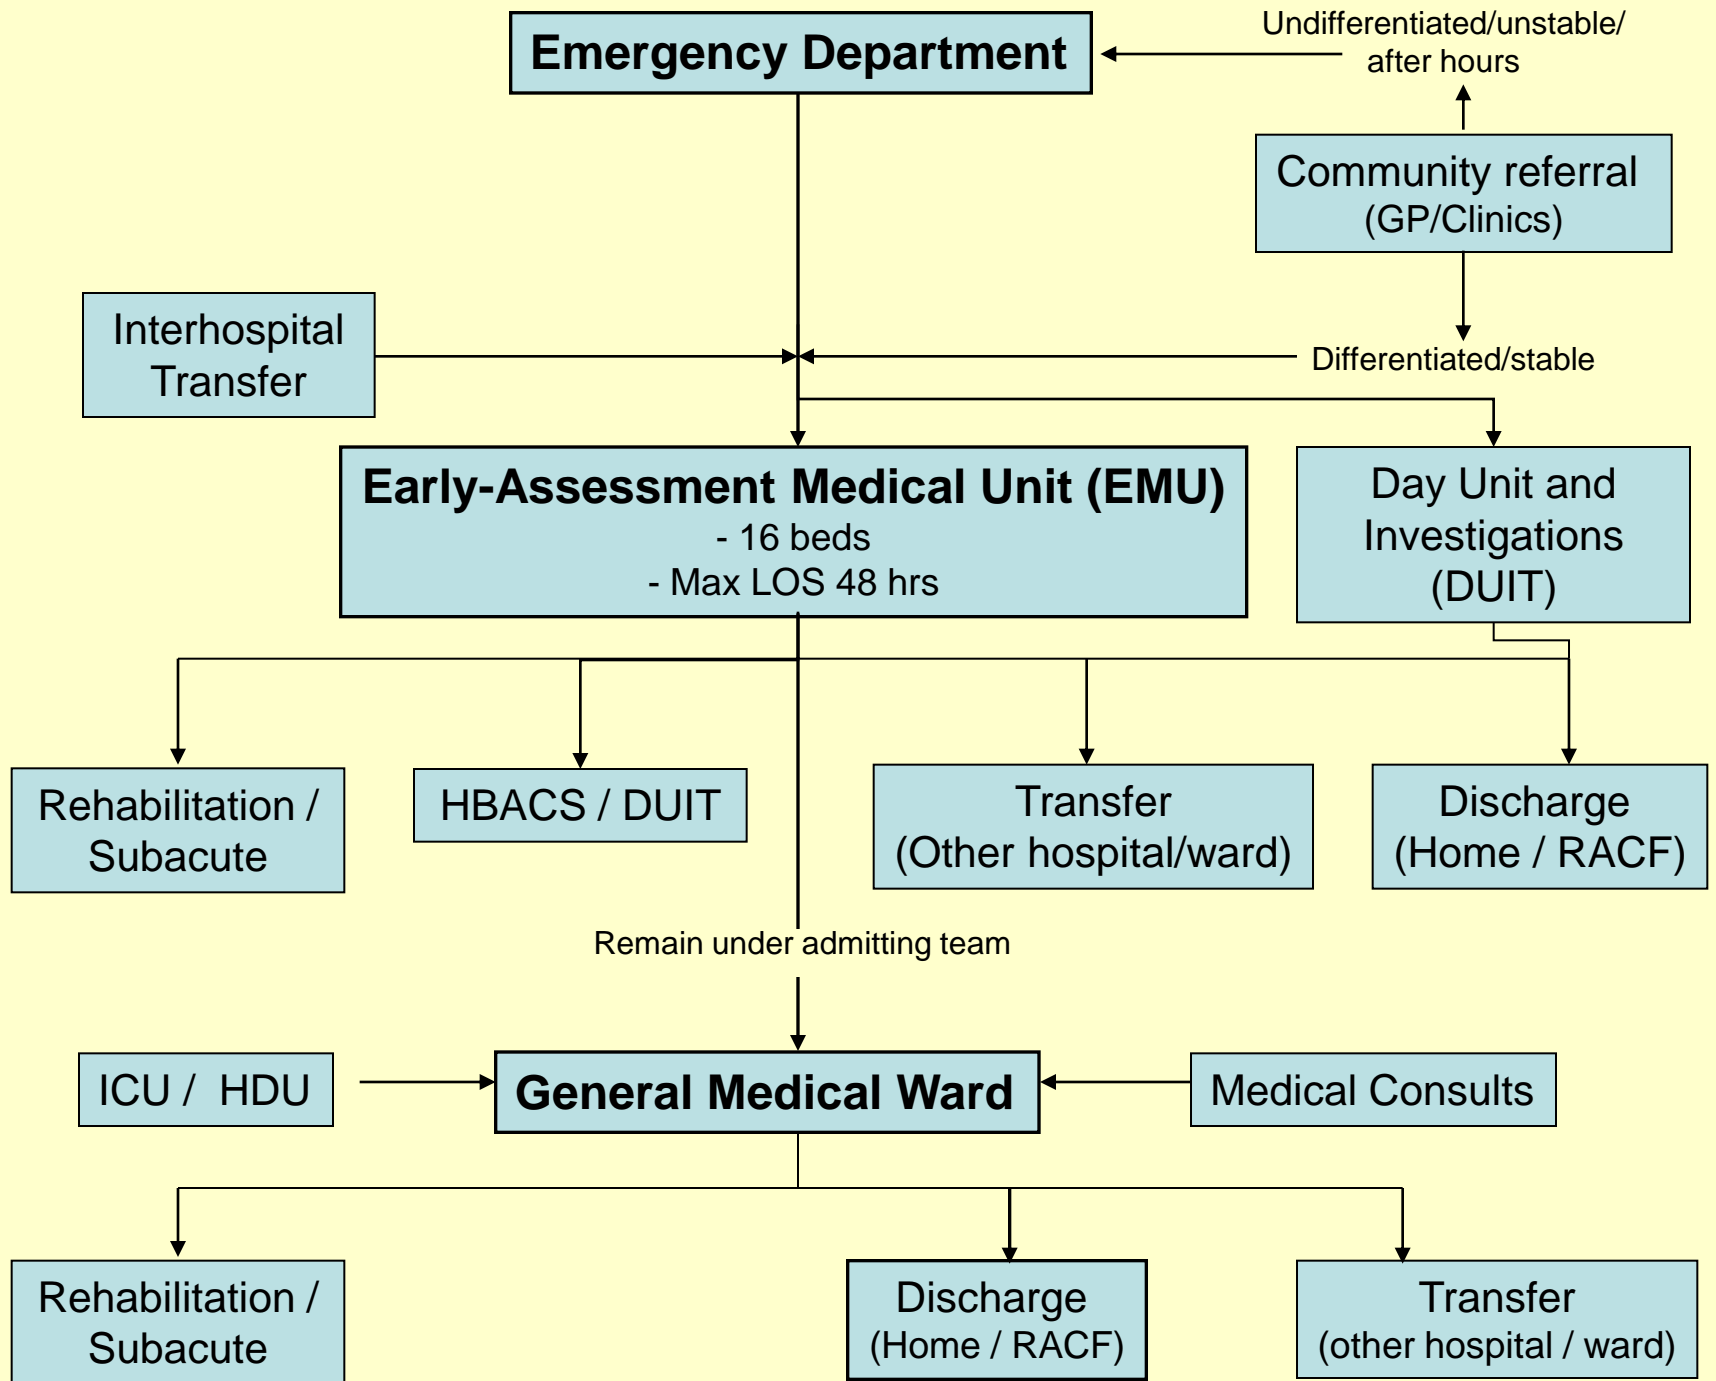 Emergency Department
Undifferentiated/unstable/
after hours
Community referral
(GP/Clinics)
Interhospital
Transfer
Differentiated/stable
Early-Assessment Medical Unit (EMU)
- 16 beds
- Max LOS 48 hrs
Day Unit and
Investigations
(DUIT)
Rehabilitation /
Subacute
HBACS / DUIT
Transfer
(Other hospital/ward)
Discharge
(Home / RACF)
Remain under admitting team
ICU / HDU
General Medical Ward
Medical Consults
Rehabilitation /
Subacute
Discharge
(Home / RACF)
Transfer
(other hospital / ward)